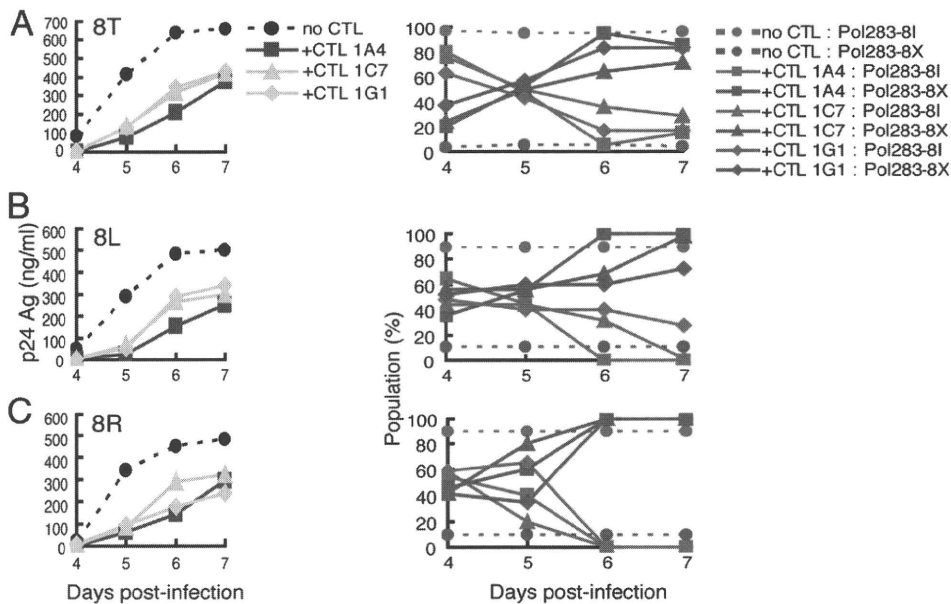 A
8T
700
600
500
400
300
200
100
0
4 5 6 7
no CTL
+CTL 1A4
+CTL 1C7
+CTL 1G1
100
80
60
40
20
0
4 5 6 7
no CTL : Pol283-8I
no CTL : Pol283-8X
+CTL 1A4 : Pol283-8I
+CTL 1A4 : Pol283-8X
+CTL 1C7 : Pol283-8I
+CTL 1C7 : Pol283-8X
+CTL 1G1 : Pol283-8I
+CTL 1G1 : Pol283-8X
B
8L
p24 Ag (ng/ml)
600
500
400
300
200
100
0
4 5 6 7
Population (%)
100
80
60
40
20
0
4 5 6 7
C
8R
600
500
400
300
200
100
0
4 5 6 7
Days post-infection
100
80
60
40
20
0
4 5 6 7
Days post-infection